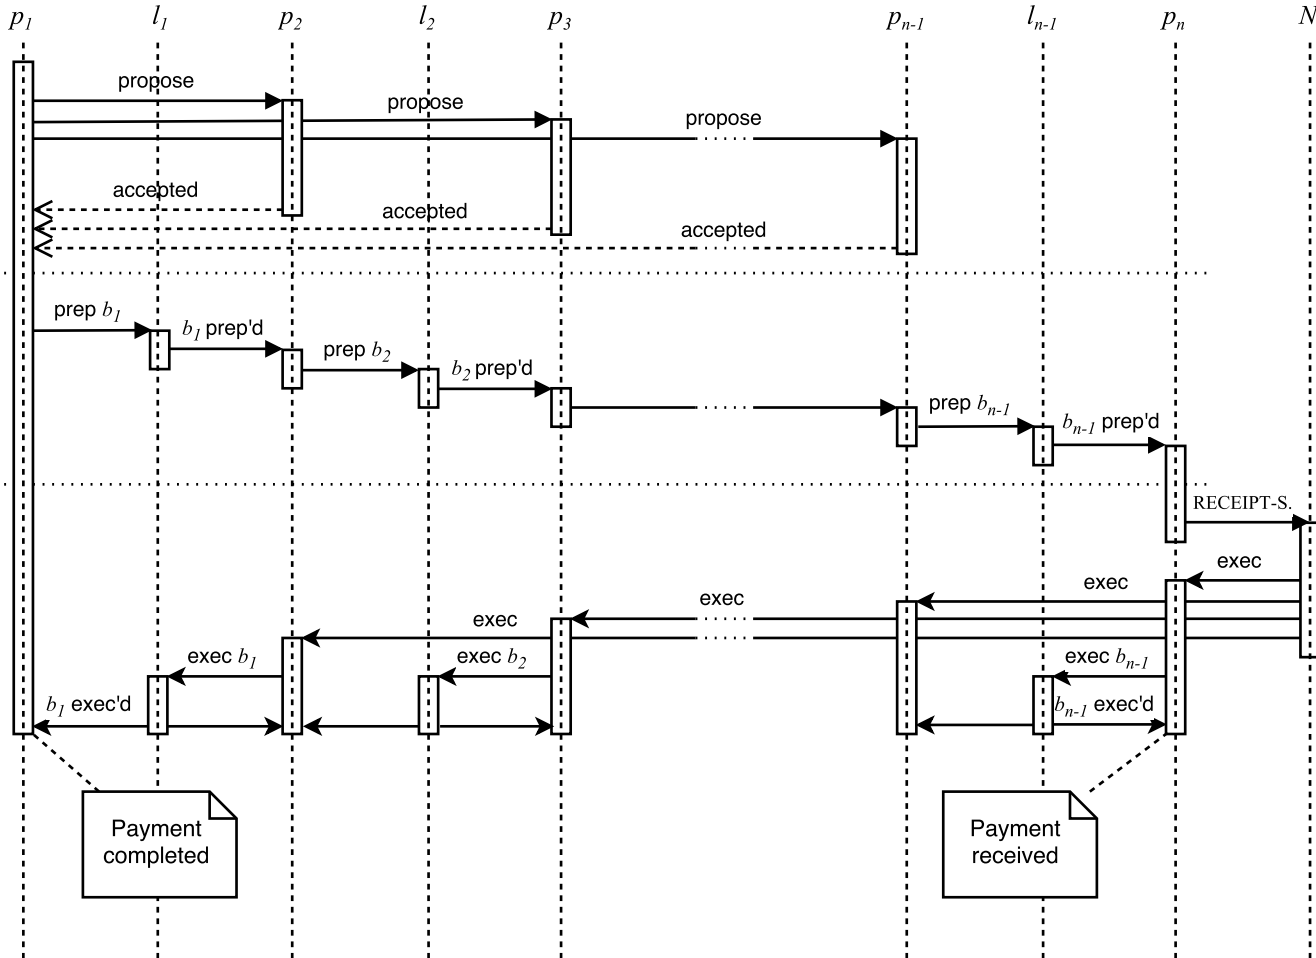 p1 l1 p2 l2 p3 pn-1 ln-1 pn N
propose
propose
propose
accepted
accepted
accepted
prep b1
b1 prep'd
prep b2
b2 prep'd
prep bn-1
bn-1 prep'd
RECEIPT-S.
exec
exec
exec
exec
exec b1
exec b2
exec bn-1
b1 exec'd
bn-1 exec'd
Payment
completed
Payment
received